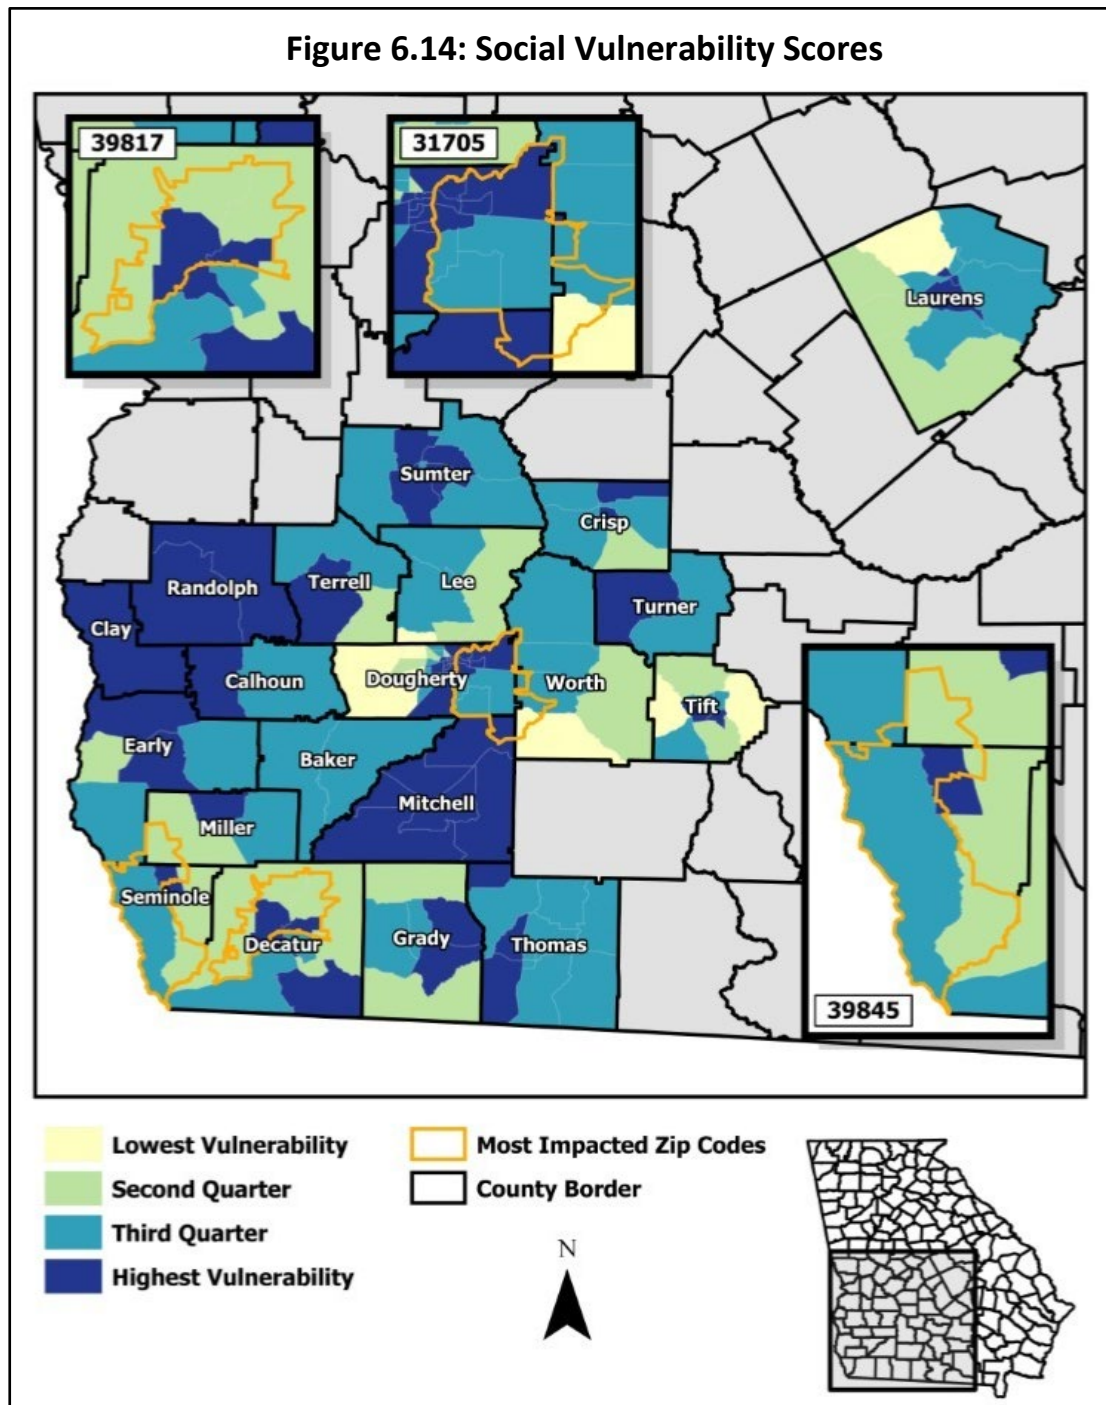 Figure 6.14: Social Vulnerability Scores
39817
31705
Laurens
Sumter
Crisp
Randolph
Terrell
Lee
Clay
Turner
Calhoun
Dougherty
Worth
Tift
Early
Baker
Miller
Mitchell
Seminole
Decatur
Grady
Thomas
39845
Lowest Vulnerability
Second Quarter
Third Quarter
Highest Vulnerability
Most Impacted Zip Codes
County Border
N